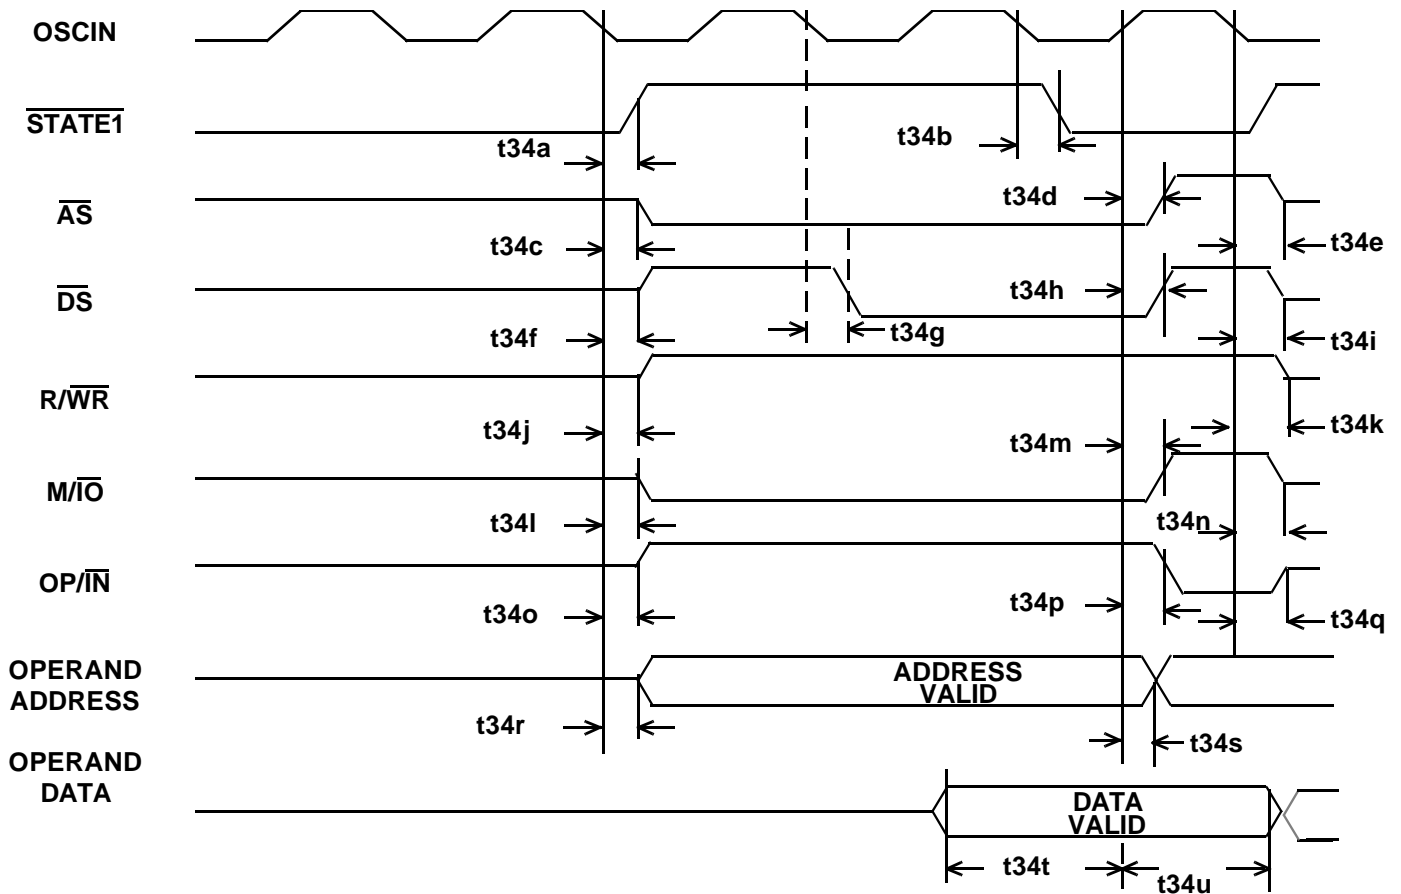 OSCIN
STATE1
t34a
t34b
AS
t34d
t34c
t34e
DS
t34h
t34f
t34g
t34i
R/WR
t34j
t34m
t34k
M/IO
t34l
t34n
OP/IN
t34o
t34p
t34q
OPERAND
ADDRESS
ADDRESS
VALID
t34r
t34s
OPERAND
DATA
DATA
VALID
t34t
t34u